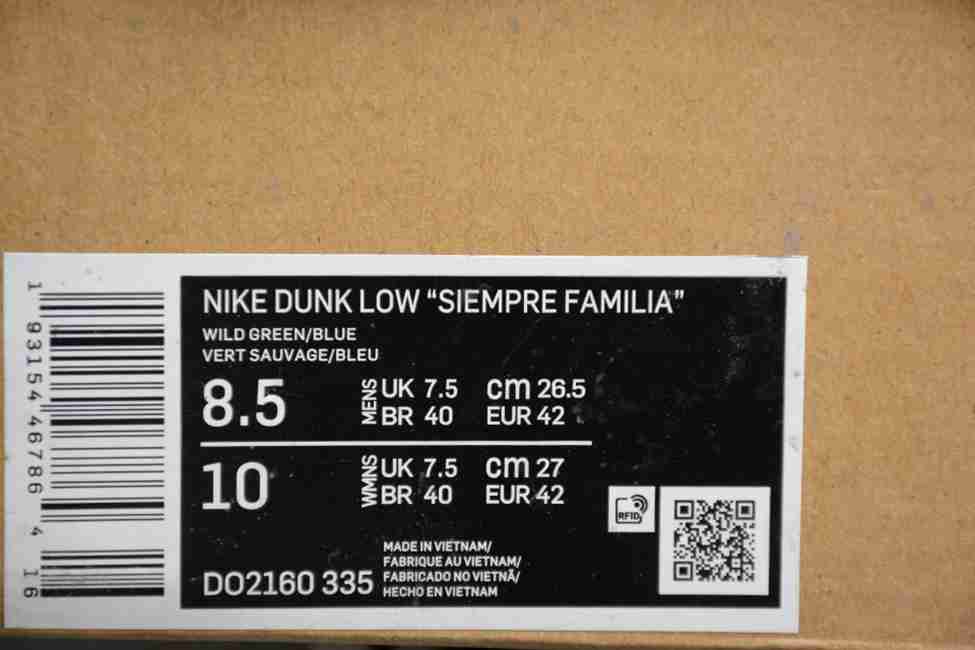 NIKE DUNK LOW “SIEMPRE FAMILIA”
WILD GREEN/BLUE
VERT SAUVAGE/BLEU
8.5 MENS UK 7.5 cm 26.5
BR 40 EUR 42
10 WMNS UK 7.5 cm 27
BR 40 EUR 42
RFID
DO2160 335
MADE IN VIETNAM/
FABRIQUE AU VIETNAM/
FABRICADO NO VIETNÃ/
HECHO EN VIETNAM
1 93154 46786 4 16